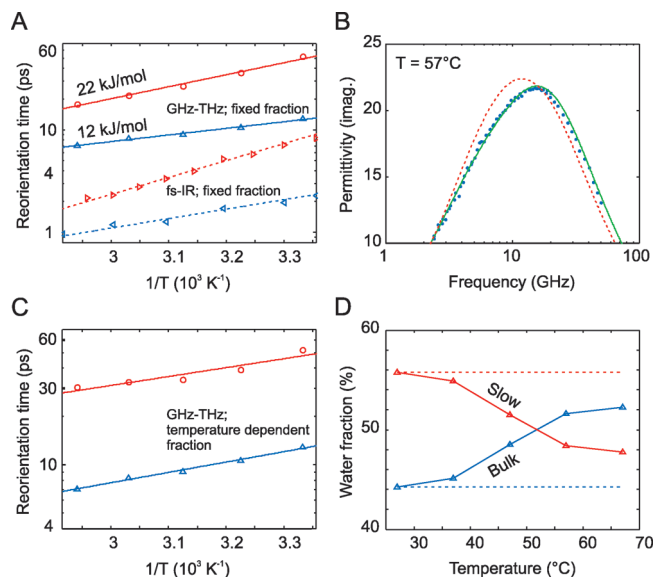 A
Reorientation time (ps)
60
10
4
1
22 kJ/mol
GHz-THz; fixed fraction
12 kJ/mol
fs-IR; fixed fraction
3
3.1
3.2
3.3
1/T (10³ K⁻¹)
B
Permittivity (imag.)
25
20
15
10
T = 57°C
1
10
100
Frequency (GHz)
C
Reorientation time (ps)
60
30
10
4
GHz-THz;
temperature dependent
fraction
3
3.1
3.2
3.3
1/T (10³ K⁻¹)
D
Water fraction (%)
60
50
40
Slow
Bulk
30
40
50
60
70
Temperature (°C)